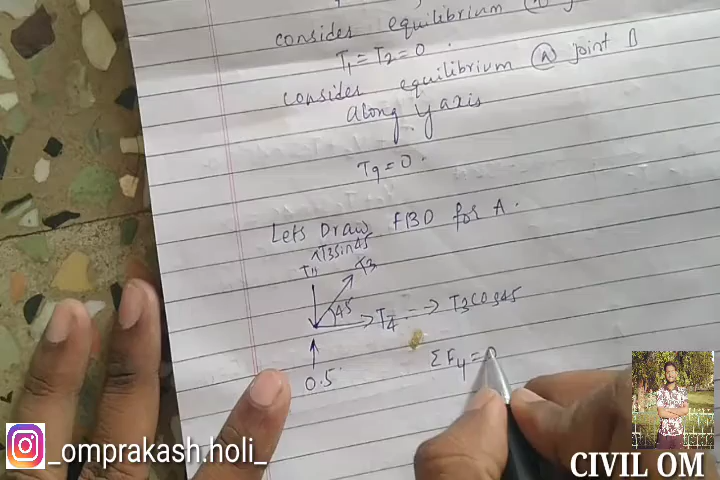 consider equilibrium @
T1 = T2 = 0
consider equilibrium @ joint B
along y axis
T9 = 0.
Lets Draw FBD for A.
T3sin45
T3
45
T4 => T3cos45
0.5
ΣFy = 0
_omprakash.holi_
CIVIL OM